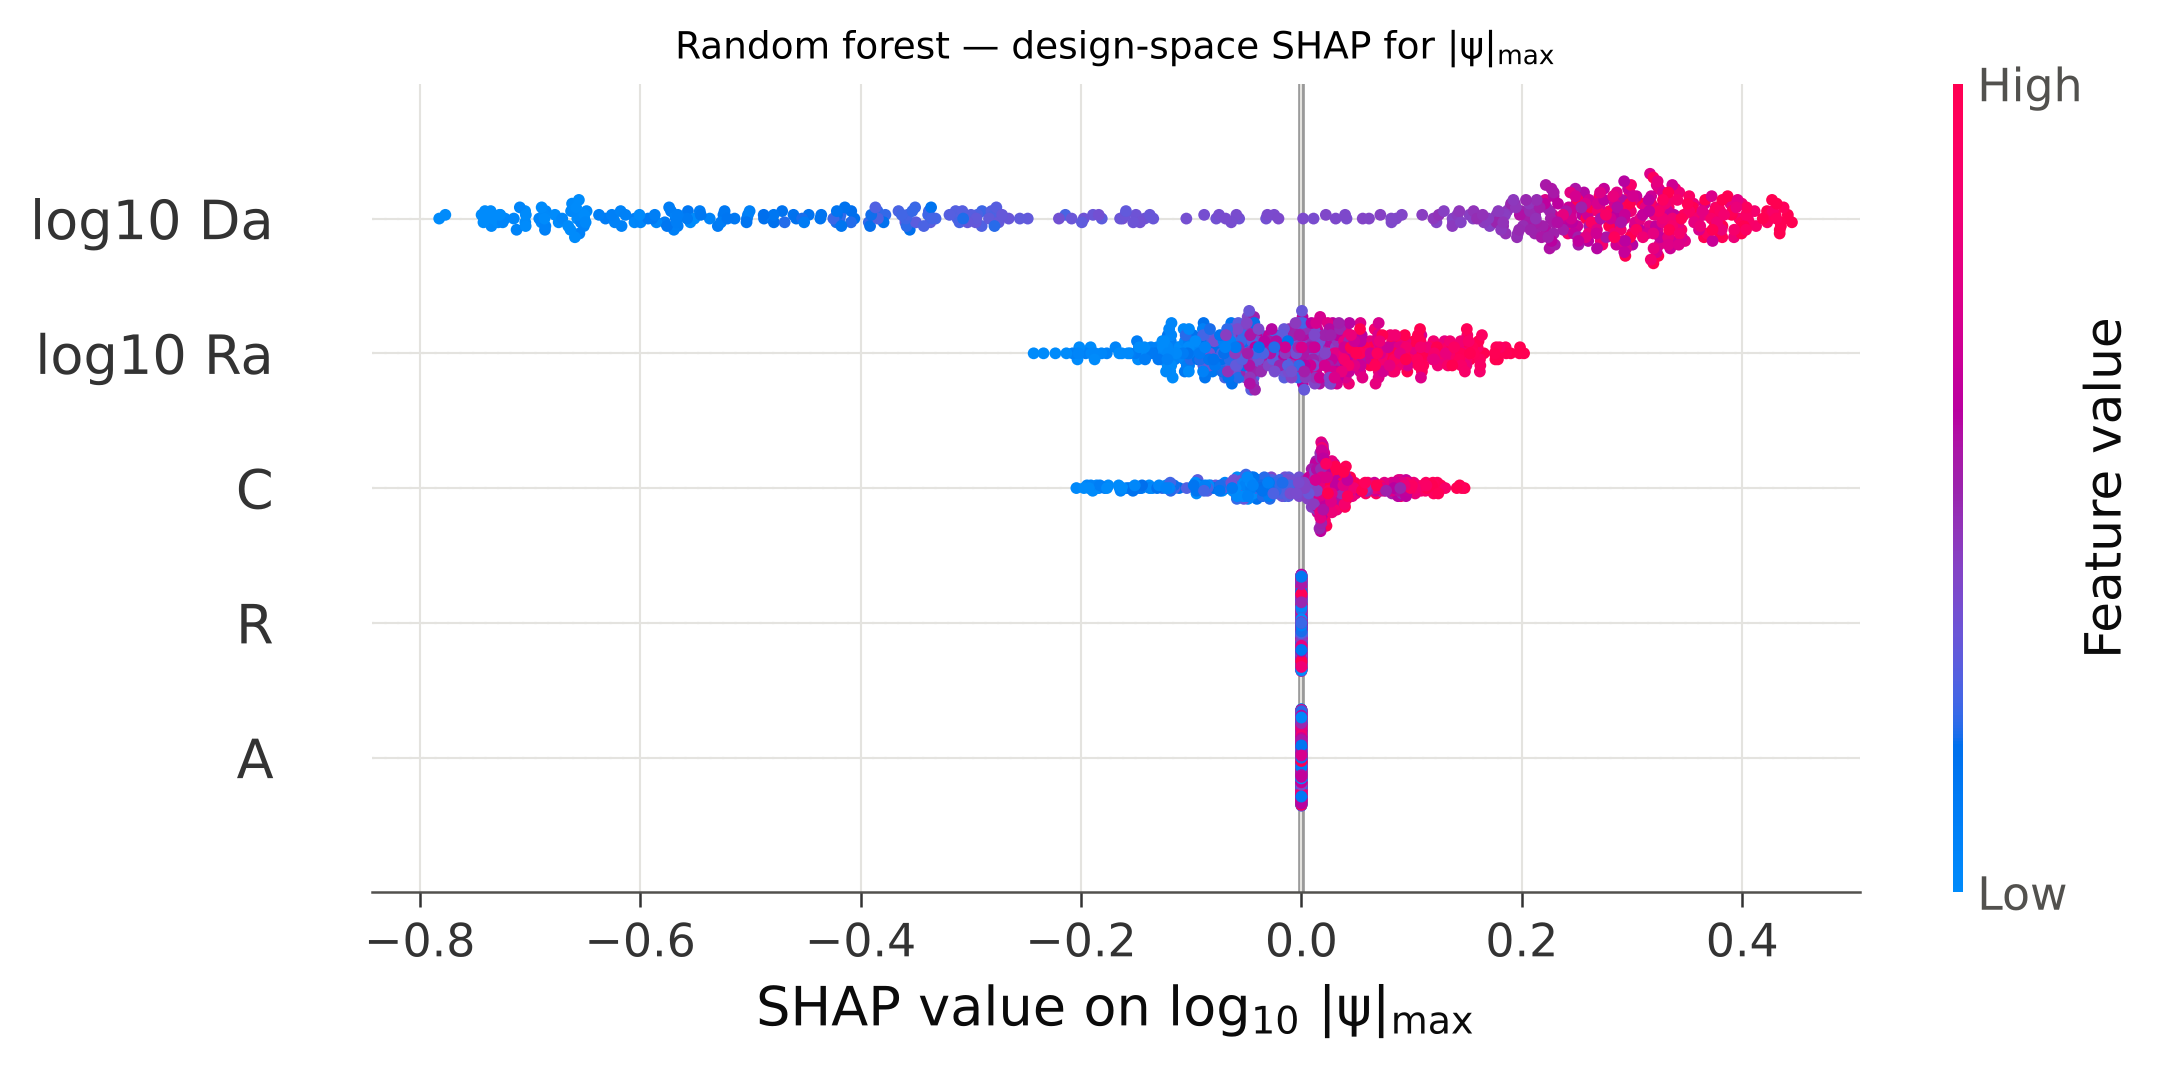 Random forest — design-space SHAP for |ψ|max
High
log10 Da
log10 Ra
C
R
A
Feature value
Low
−0.8 −0.6 −0.4 −0.2 0.0 0.2 0.4
SHAP value on log10 |ψ|max